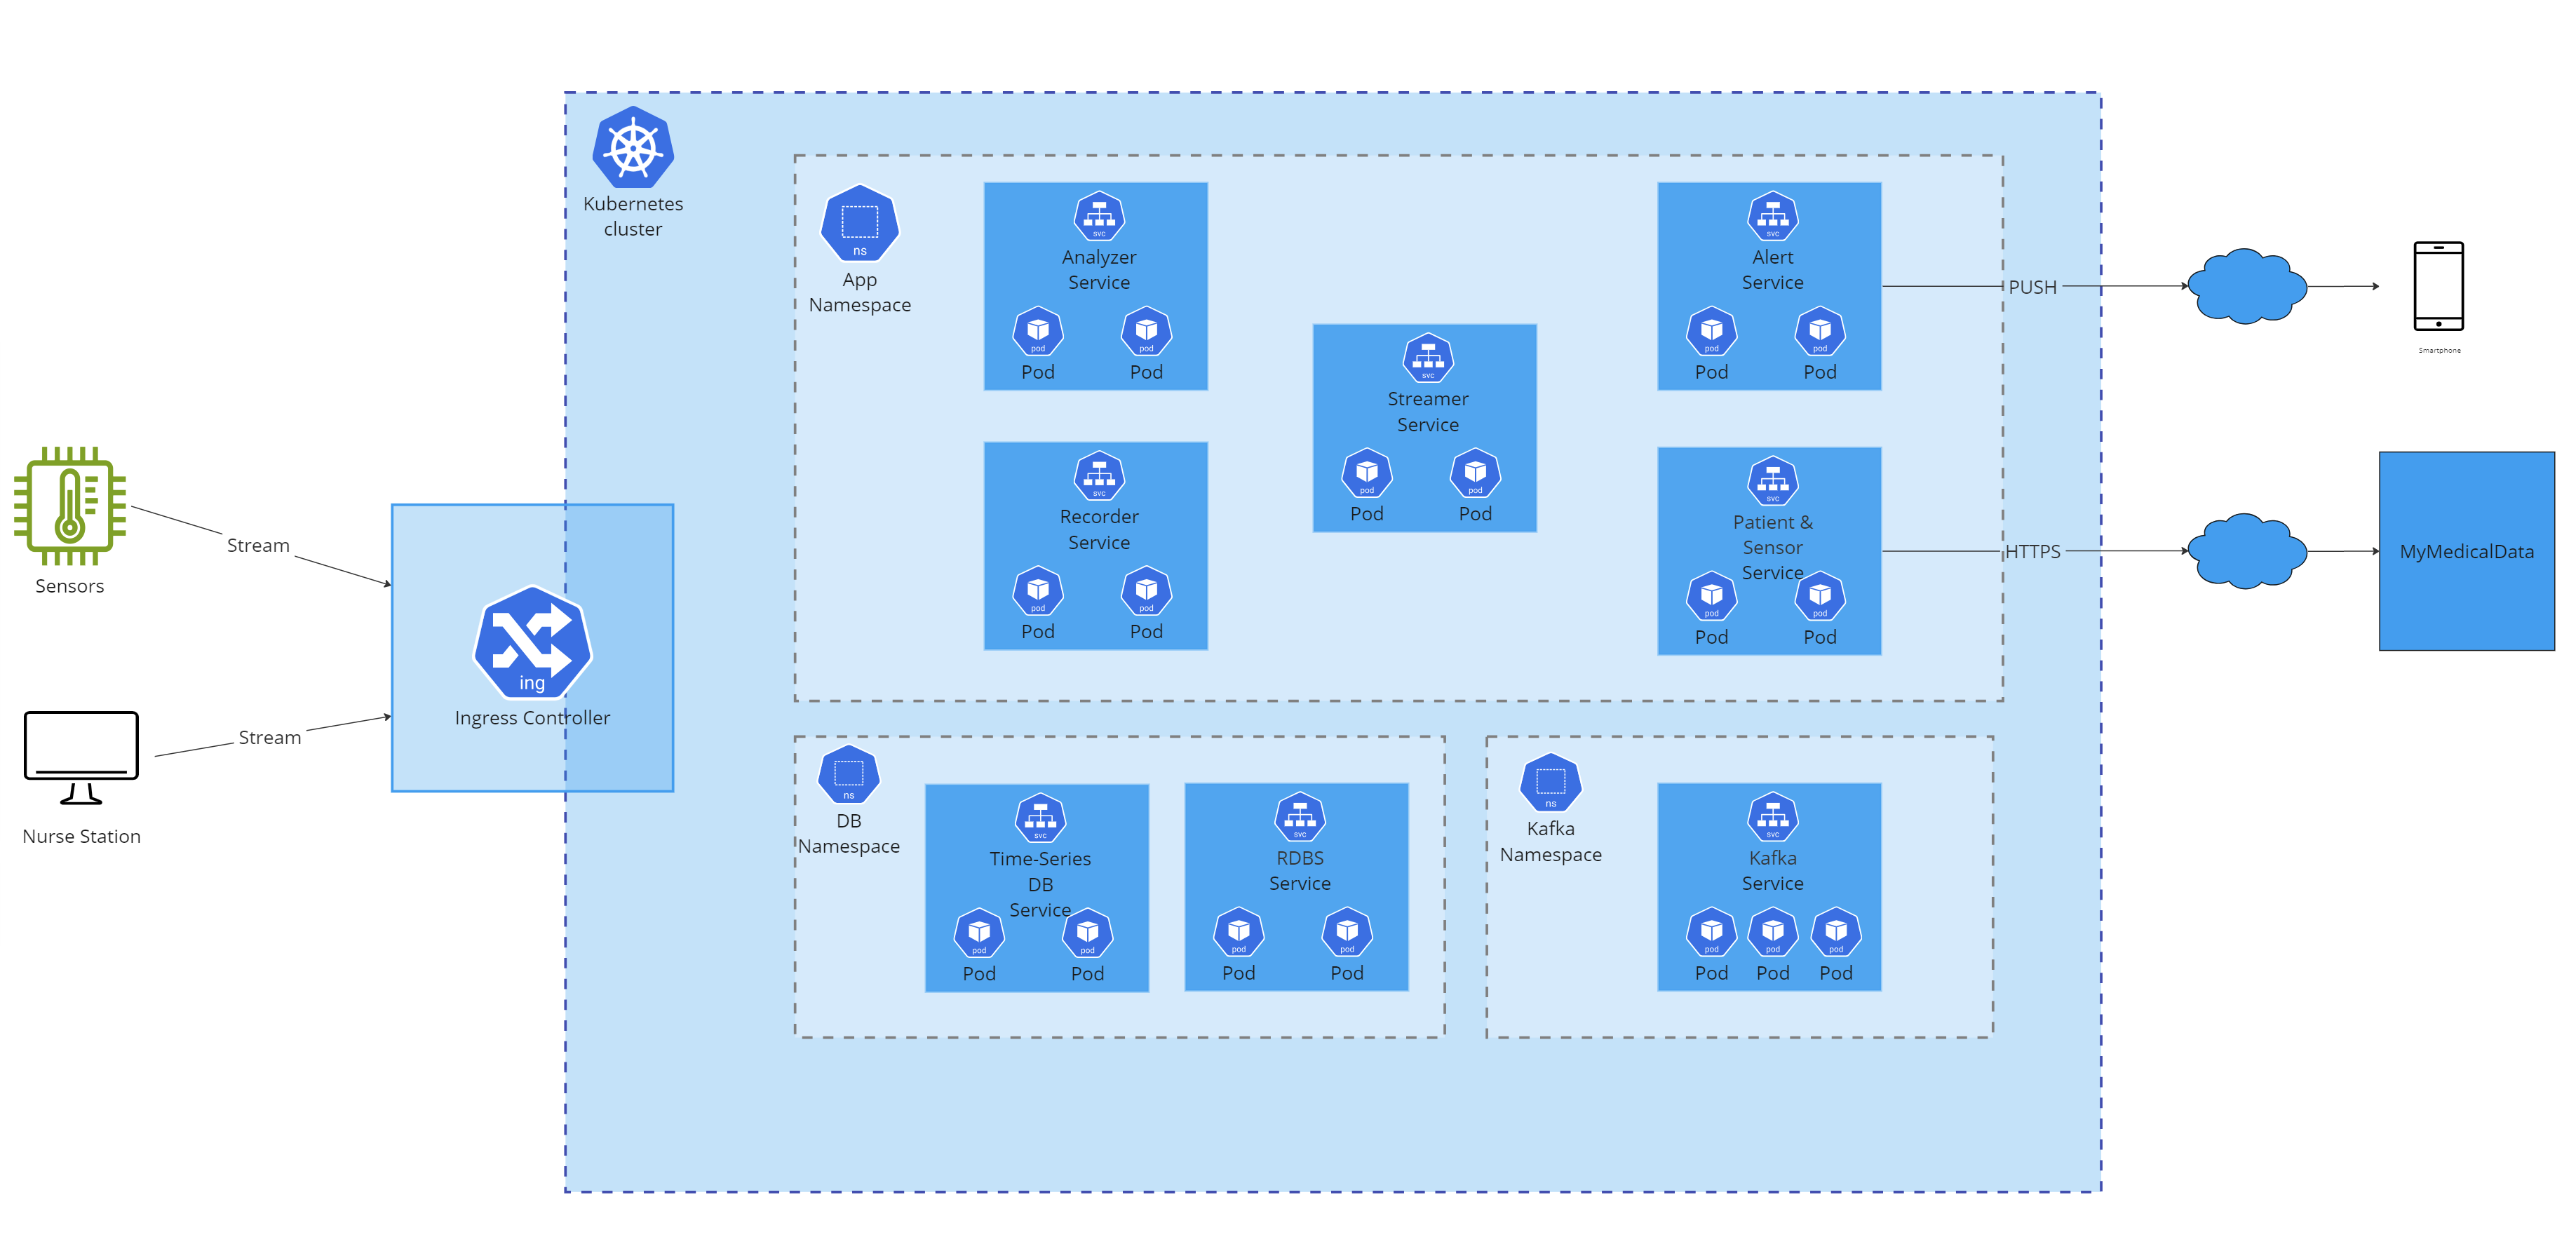 Kubernetes
cluster
ns
App
Namespace
svc
Analyzer
Service
pod
pod
Pod
Pod
svc
Alert
Service
pod
pod
Pod
Pod
PUSH
Smartphone
svc
Streamer
Service
pod
pod
Pod
Pod
svc
Recorder
Service
pod
pod
Pod
Pod
svc
Patient &
Sensor
Service
pod
pod
Pod
Pod
HTTPS
MyMedicalData
Sensors
Stream
ing
Ingress Controller
Stream
Nurse Station
ns
DB
Namespace
svc
Time-Series
DB
Service
pod
pod
Pod
Pod
svc
RDBS
Service
pod
pod
Pod
Pod
ns
Kafka
Namespace
svc
Kafka
Service
pod
pod
pod
Pod
Pod
Pod